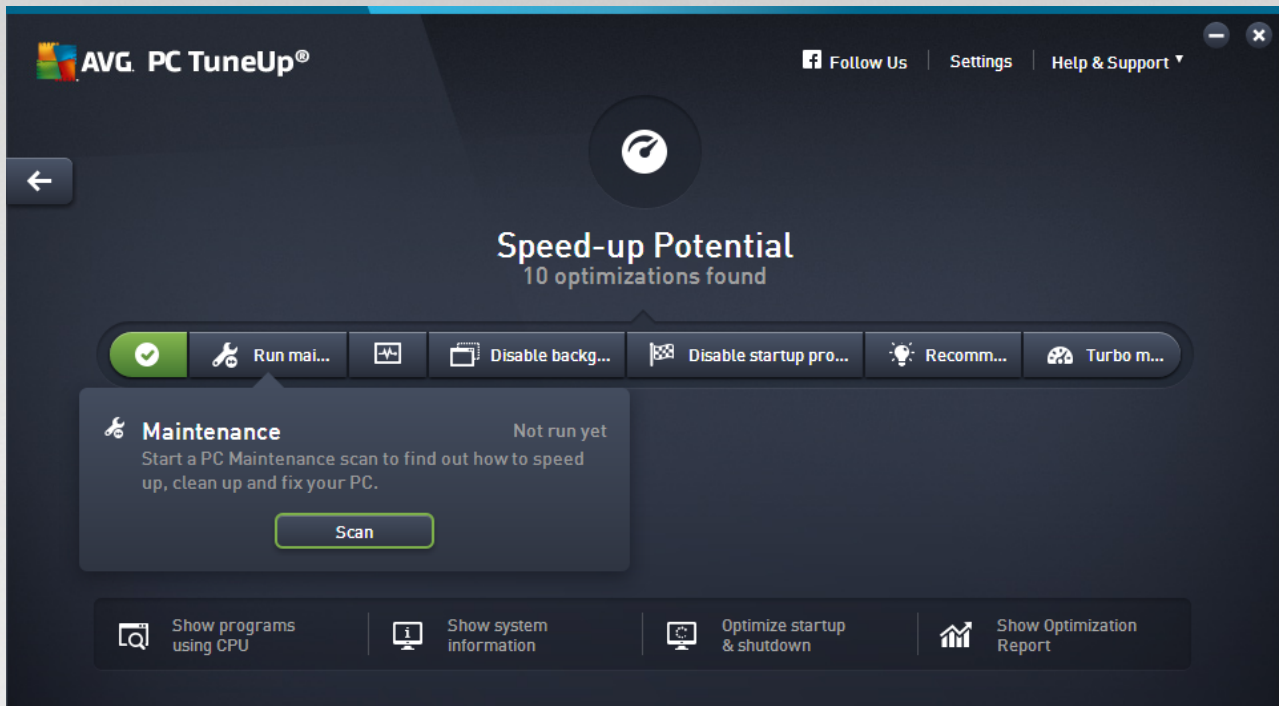 AVG. PC TuneUp®
Follow Us
Settings
Help & Support
Speed-up Potential
10 optimizations found
Run mai...
Disable backg...
Disable startup pro...
Recomm...
Turbo m...
Maintenance
Not run yet
Start a PC Maintenance scan to find out how to speed
up, clean up and fix your PC.
Scan
Show programs
using CPU
Show system
information
Optimize startup
& shutdown
Show Optimization
Report